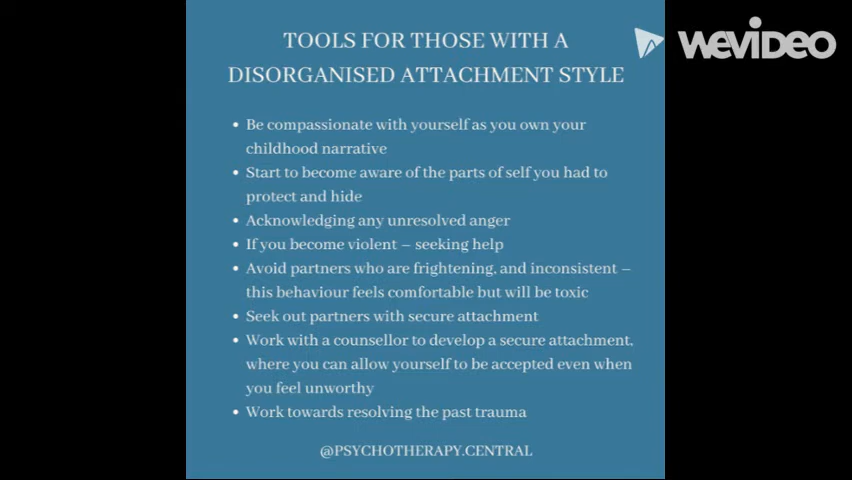 WEVIDEO
TOOLS FOR THOSE WITH A
DISORGANISED ATTACHMENT STYLE
• Be compassionate with yourself as you own your
childhood narrative
• Start to become aware of the parts of self you had to
protect and hide
• Acknowledging any unresolved anger
• If you become violent – seeking help
• Avoid partners who are frightening, and inconsistent –
this behaviour feels comfortable but will be toxic
• Seek out partners with secure attachment
• Work with a counsellor to develop a secure attachment,
where you can allow yourself to be accepted even when
you feel unworthy
• Work towards resolving the past trauma
@PSYCHOTHERAPY.CENTRAL